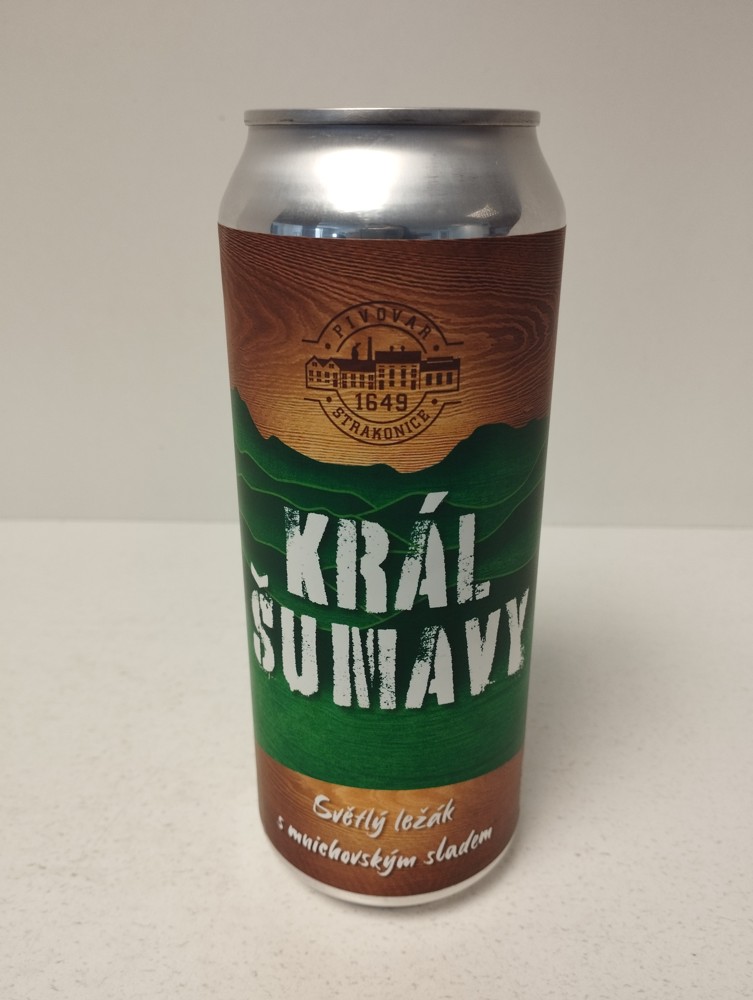 PIVOVAR
1649
STRAKONICE
KRÁL
ŠUMAVY
Světlý ležák
s mnichovským sladem